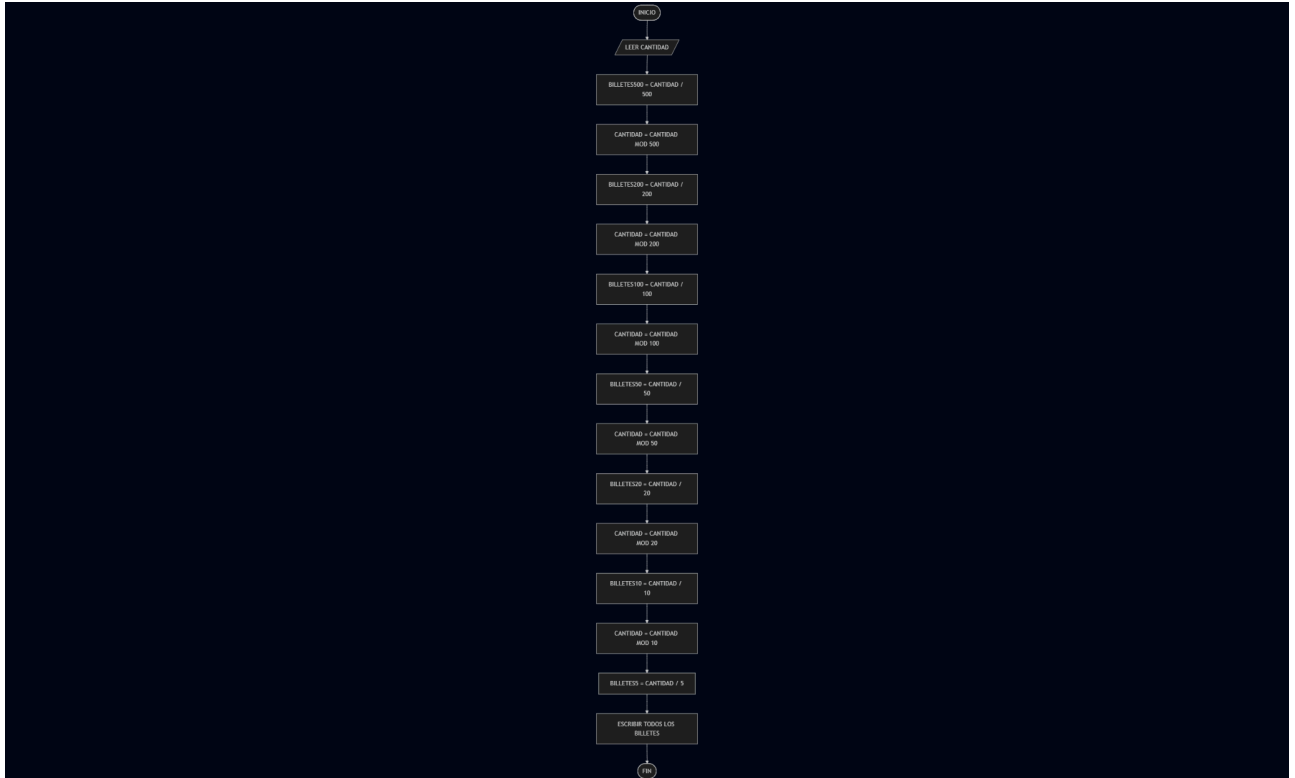 INICIO
LEER CANTIDAD
BILLETES500 = CANTIDAD /
500
CANTIDAD = CANTIDAD
MOD 500
BILLETES200 = CANTIDAD /
200
CANTIDAD = CANTIDAD
MOD 200
BILLETES100 = CANTIDAD /
100
CANTIDAD = CANTIDAD
MOD 100
BILLETES50 = CANTIDAD /
50
CANTIDAD = CANTIDAD
MOD 50
BILLETES20 = CANTIDAD /
20
CANTIDAD = CANTIDAD
MOD 20
BILLETES10 = CANTIDAD /
10
CANTIDAD = CANTIDAD
MOD 10
BILLETES5 = CANTIDAD / 5
ESCRIBIR TODOS LOS
BILLETES
FIN